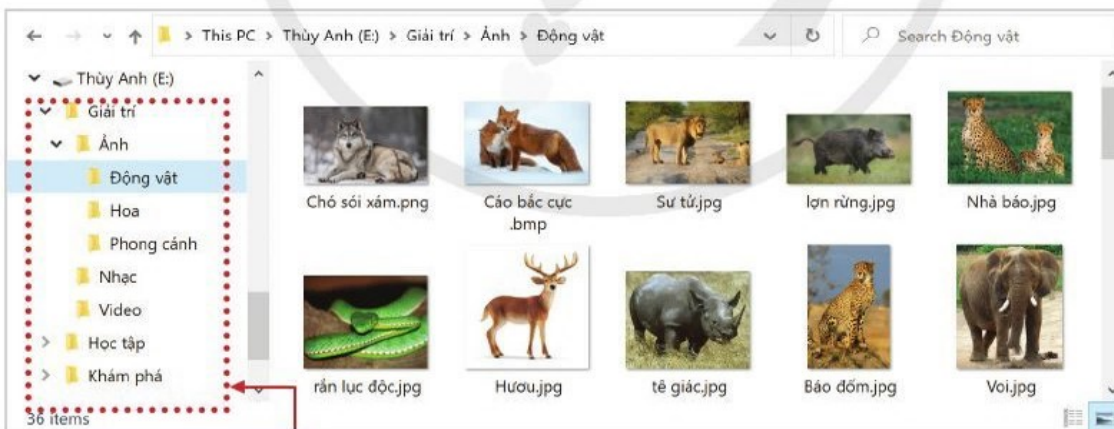 > This PC > Thùy Anh (E:) > Giải trí > Ảnh > Động vật
Search Động vật
Thùy Anh (E:)
Giải trí
Ảnh
Động vật
Hoa
Phong cảnh
Nhạc
Video
Học tập
Khám phá
36 items
Chó sói xám.png
Cáo bắc cực
.bmp
Sư tử.jpg
lợn rừng.jpg
Nhà báo.jpg
rắn lục độc.jpg
Hươu.jpg
tê giác.jpg
Báo đốm.jpg
Voi.jpg